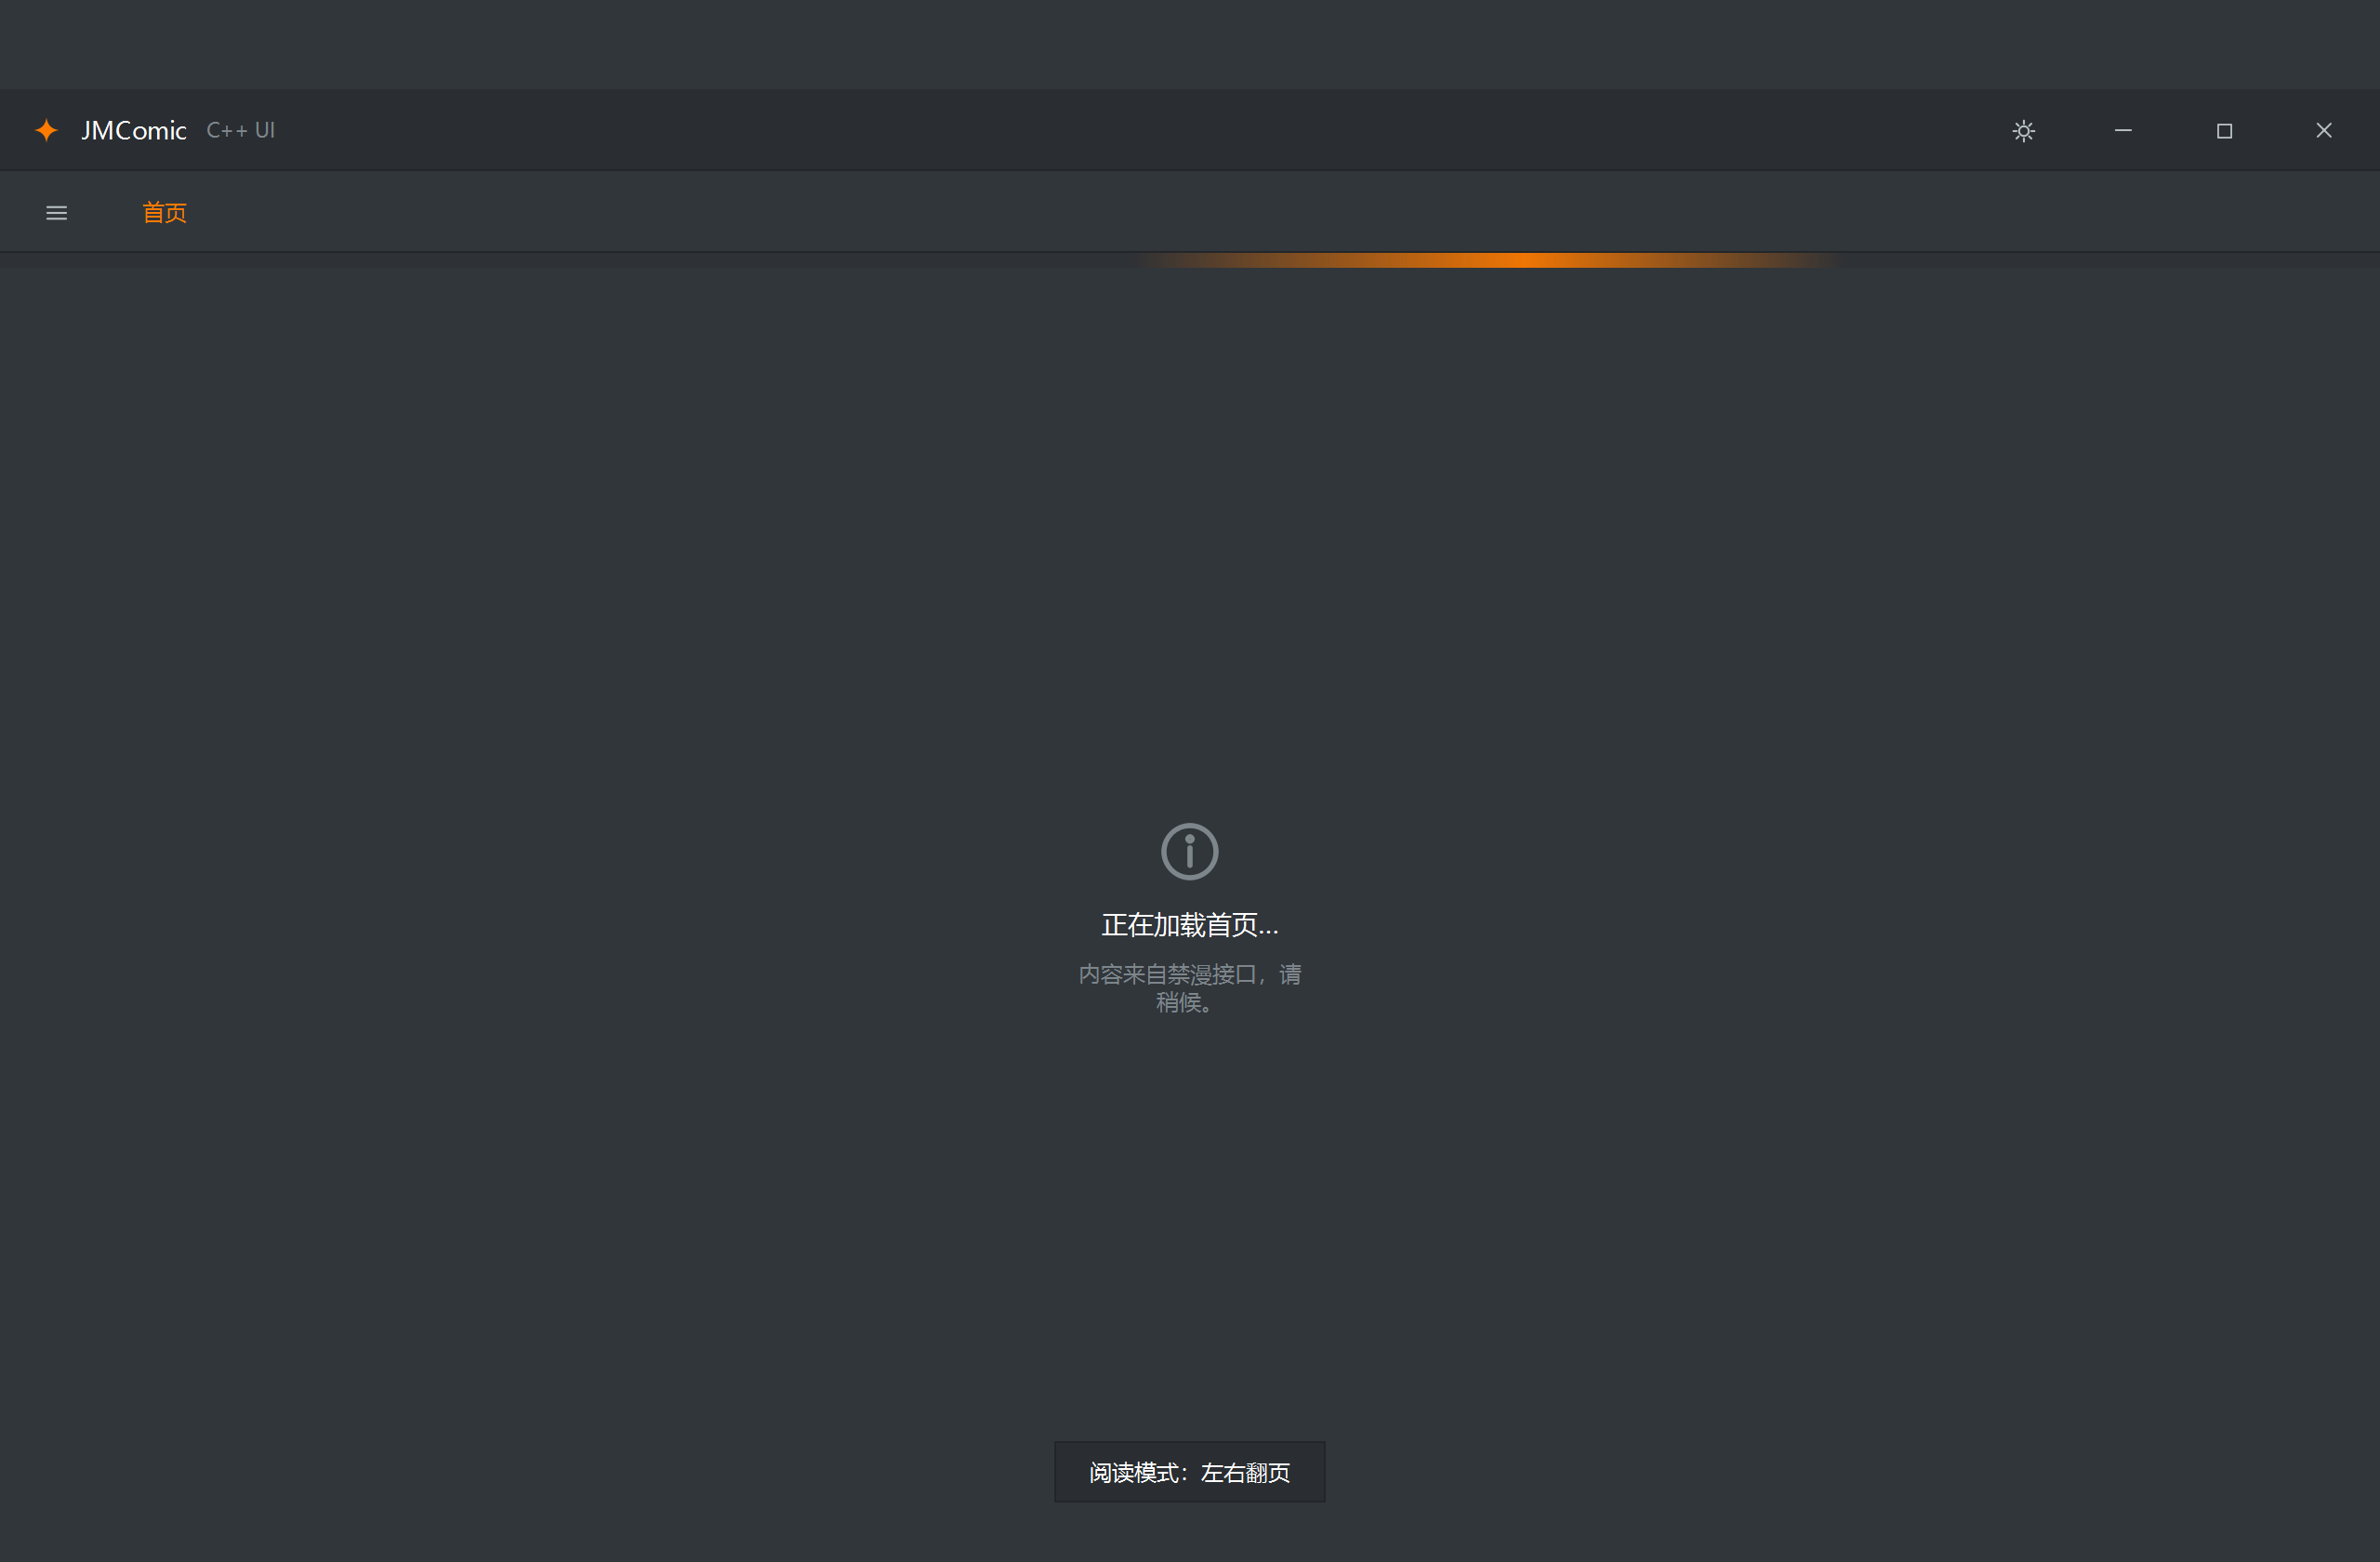 JMComic C++ UI
首页
正在加载首页...
内容来自禁漫接口，请
稍候。
阅读模式：左右翻页